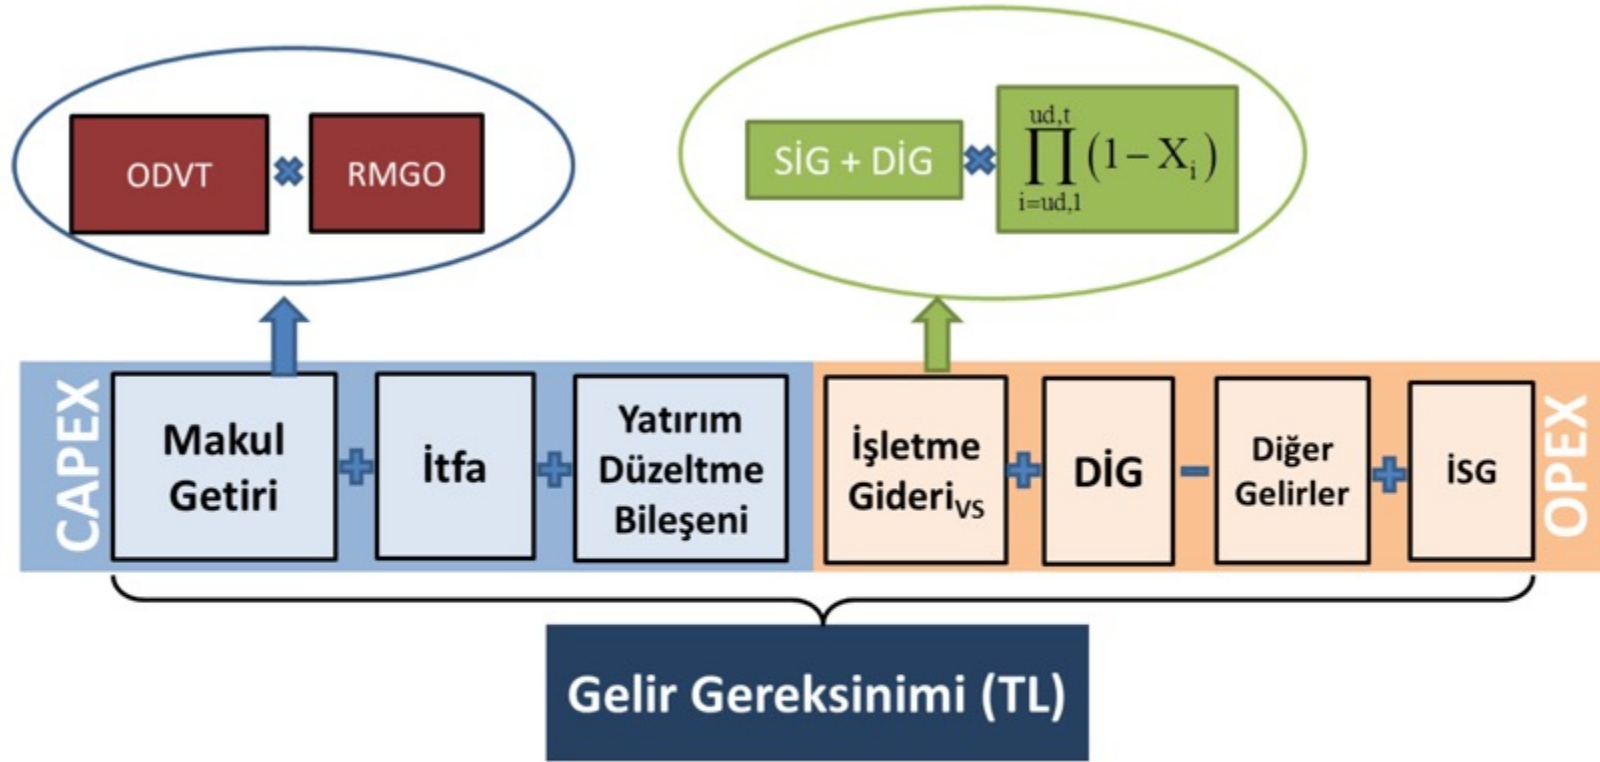 ODVT
RMGO
SİG + DİG
ud,t
∏ (1 − Xᵢ)
i=ud,1
CAPEX
Makul
Getiri
+
İtfa
+
Yatırım
Düzeltme
Bileşeni
İşletme
GideriVS
+
DİG
−
Diğer
Gelirler
+
İSG
OPEX
Gelir Gereksinimi (TL)